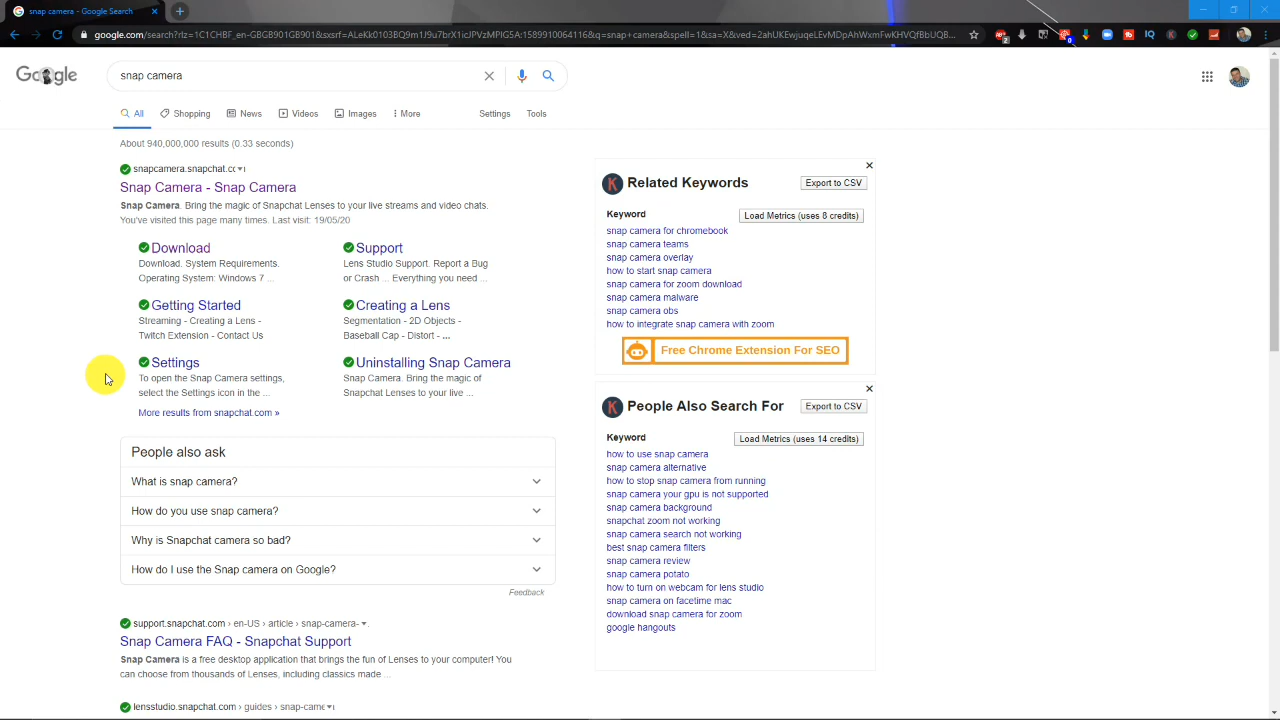 snap camera - Google Search
google.com/search?rlz=1C1CHBF_en-GBGB901GB901&sxsrf=ALeKk0103BQ9m1J9u7brX1icJPVzMPIG5A:1589910064116&q=snap+camera&spell=1&sa=X&ved=2ahUKEwjuqeLEvMDpAhWxmFwKHVQfBbUQB...
Google
snap camera
All
Shopping
News
Videos
Images
More
Settings
Tools
About 940,000,000 results (0.33 seconds)
snapcamera.snapchat.cc
Snap Camera - Snap Camera
Snap Camera. Bring the magic of Snapchat Lenses to your live streams and video chats.
You've visited this page many times. Last visit: 19/05/20
Download
Download. System Requirements.
Operating System: Windows 7 ...
Support
Lens Studio Support. Report a Bug
or Crash ... Everything you need ...
Getting Started
Streaming - Creating a Lens -
Twitch Extension - Contact Us
Creating a Lens
Segmentation - 2D Objects -
Baseball Cap - Distort - ...
Settings
To open the Snap Camera settings,
select the Settings icon in the ...
Uninstalling Snap Camera
Snap Camera. Bring the magic of
Snapchat Lenses to your live ...
More results from snapchat.com »
People also ask
What is snap camera?
How do you use snap camera?
Why is Snapchat camera so bad?
How do I use the Snap camera on Google?
Feedback
support.snapchat.com › en-US › article › snap-camera-
Snap Camera FAQ - Snapchat Support
Snap Camera is a free desktop application that brings the fun of Lenses to your computer! You
can choose from thousands of Lenses, including classics made ...
lensstudio.snapchat.com › guides › snap-came
Related Keywords
Export to CSV
Keyword
Load Metrics (uses 8 credits)
snap camera for chromebook
snap camera teams
snap camera overlay
how to start snap camera
snap camera for zoom download
snap camera malware
snap camera obs
how to integrate snap camera with zoom
Free Chrome Extension For SEO
People Also Search For
Export to CSV
Keyword
Load Metrics (uses 14 credits)
how to use snap camera
snap camera alternative
how to stop snap camera from running
snap camera your gpu is not supported
snap camera background
snapchat zoom not working
snap camera search not working
best snap camera filters
snap camera review
snap camera potato
how to turn on webcam for lens studio
snap camera on facetime mac
download snap camera for zoom
google hangouts